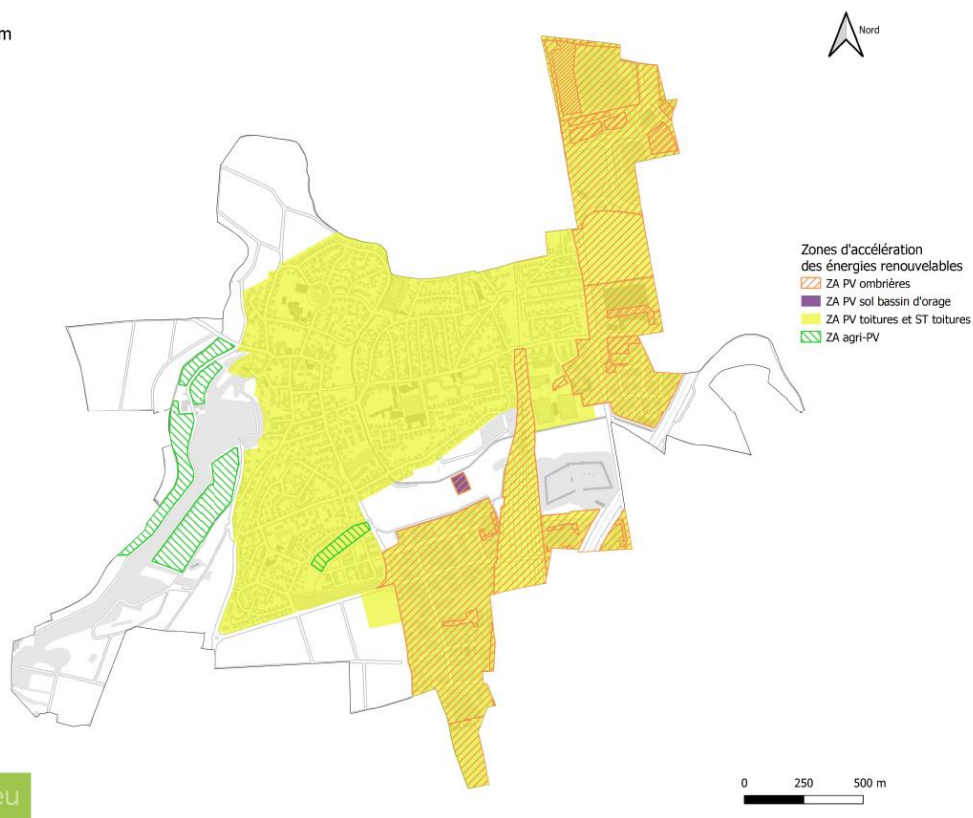 m
Nord
Zones d'accélération
des énergies renouvelables
ZA PV ombrières
ZA PV sol bassin d'orage
ZA PV toitures et ST toitures
ZA agri-PV
eu
0 250 500 m